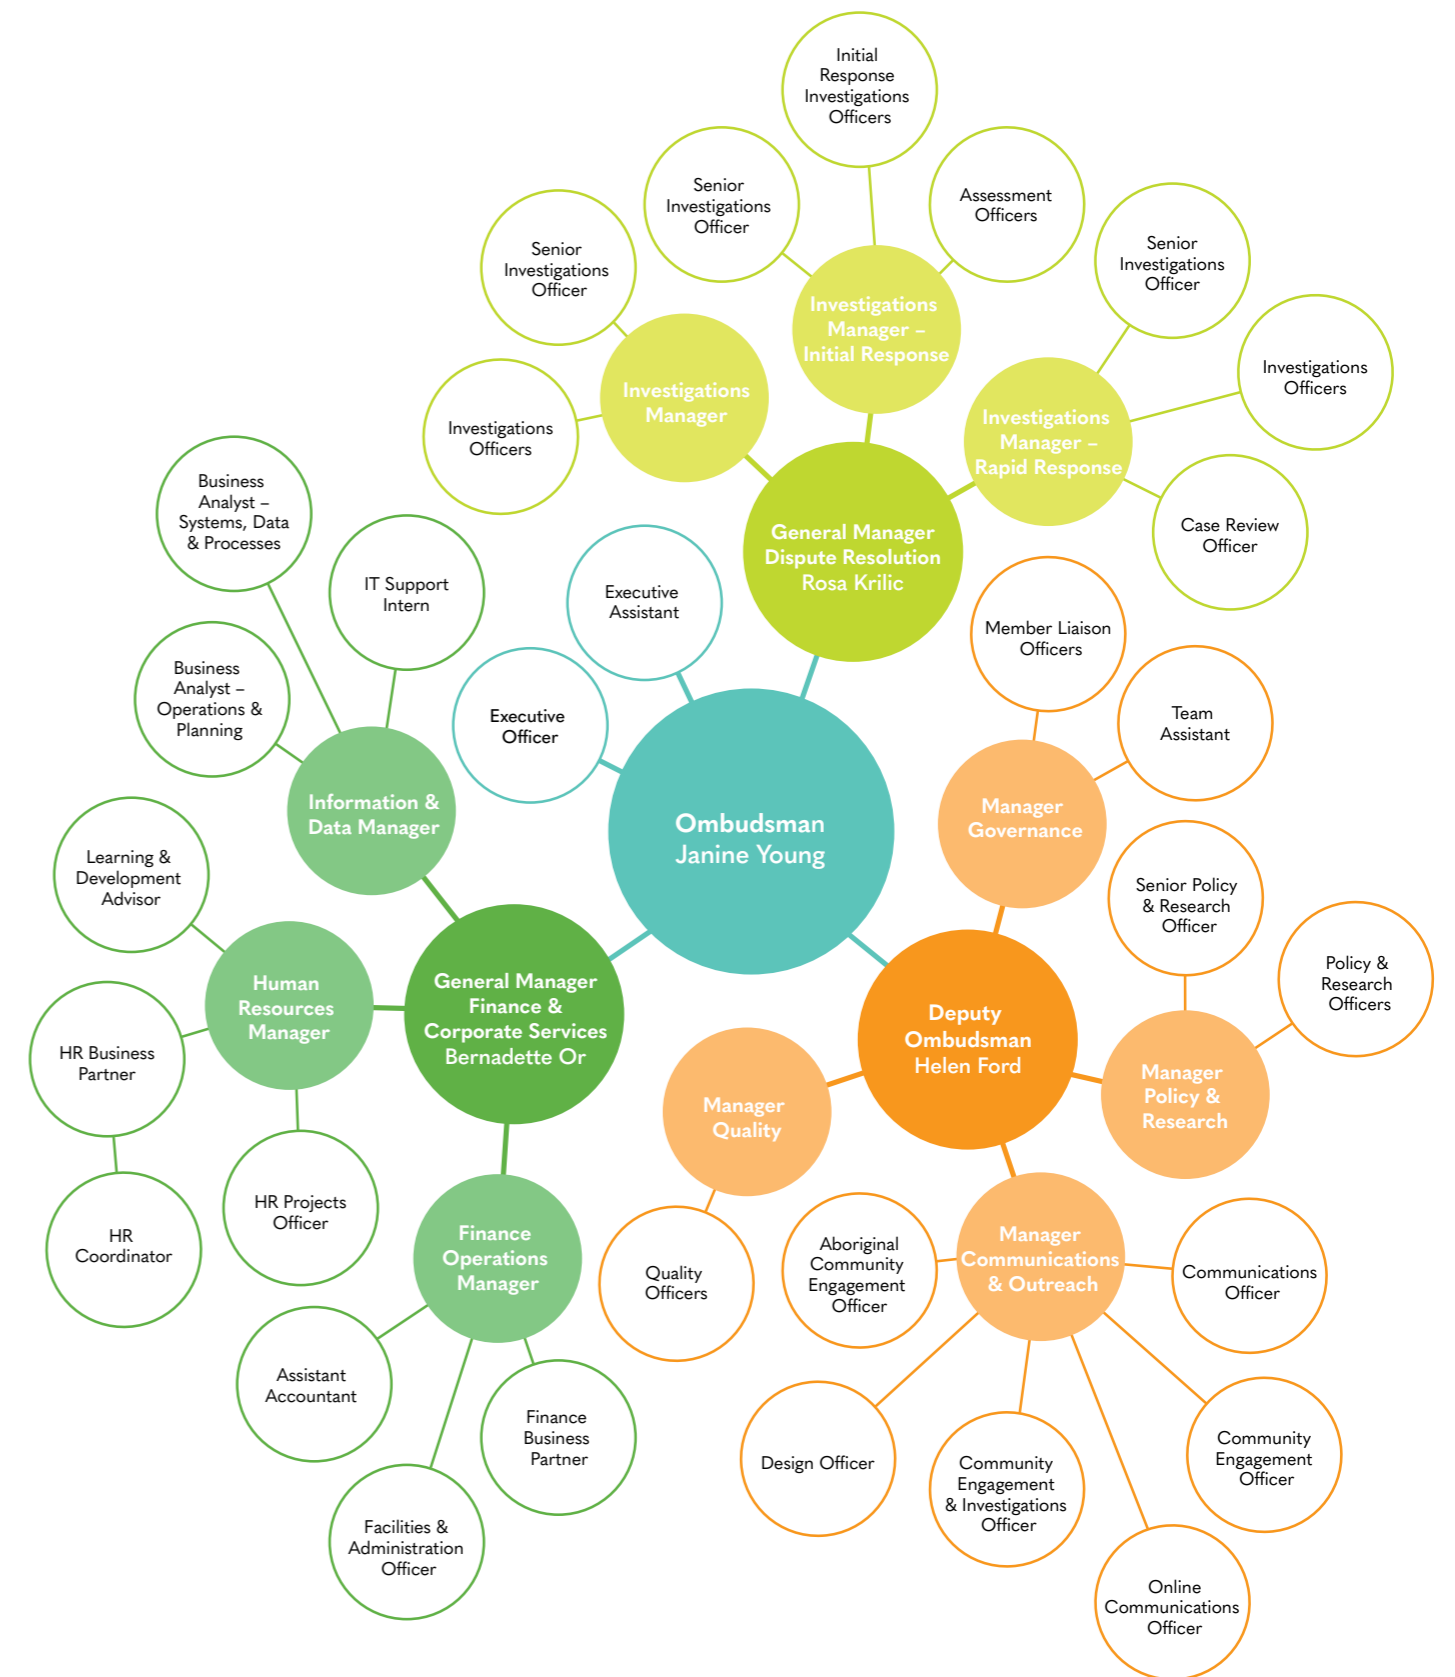 Initial
Response
Investigations
Officers
Senior
Investigations
Officer
Assessment
Officers
Senior
Investigations
Officer
Senior
Investigations
Officer
Investigations
Manager –
Initial Response
Investigations
Officers
Investigations
Manager
Investigations
Manager –
Rapid Response
Investigations
Officers
Case Review
Officer
General Manager
Dispute Resolution
Rosa Krilic
Business
Analyst –
Systems, Data
& Processes
IT Support
Intern
Executive
Assistant
Member Liaison
Officers
Business
Analyst –
Operations &
Planning
Executive
Officer
Team
Assistant
Information &
Data Manager
Ombudsman
Janine Young
Manager
Governance
Learning &
Development
Advisor
Senior Policy
& Research
Officer
Human
Resources
Manager
General Manager
Finance &
Corporate Services
Bernadette Or
Deputy
Ombudsman
Helen Ford
Policy &
Research
Officers
HR Business
Partner
Manager
Quality
Manager
Policy &
Research
HR
Coordinator
HR Projects
Officer
Finance
Operations
Manager
Quality
Officers
Aboriginal
Community
Engagement
Officer
Manager
Communications
& Outreach
Communications
Officer
Assistant
Accountant
Finance
Business
Partner
Design Officer
Community
Engagement
& Investigations
Officer
Community
Engagement
Officer
Facilities &
Administration
Officer
Online
Communications
Officer